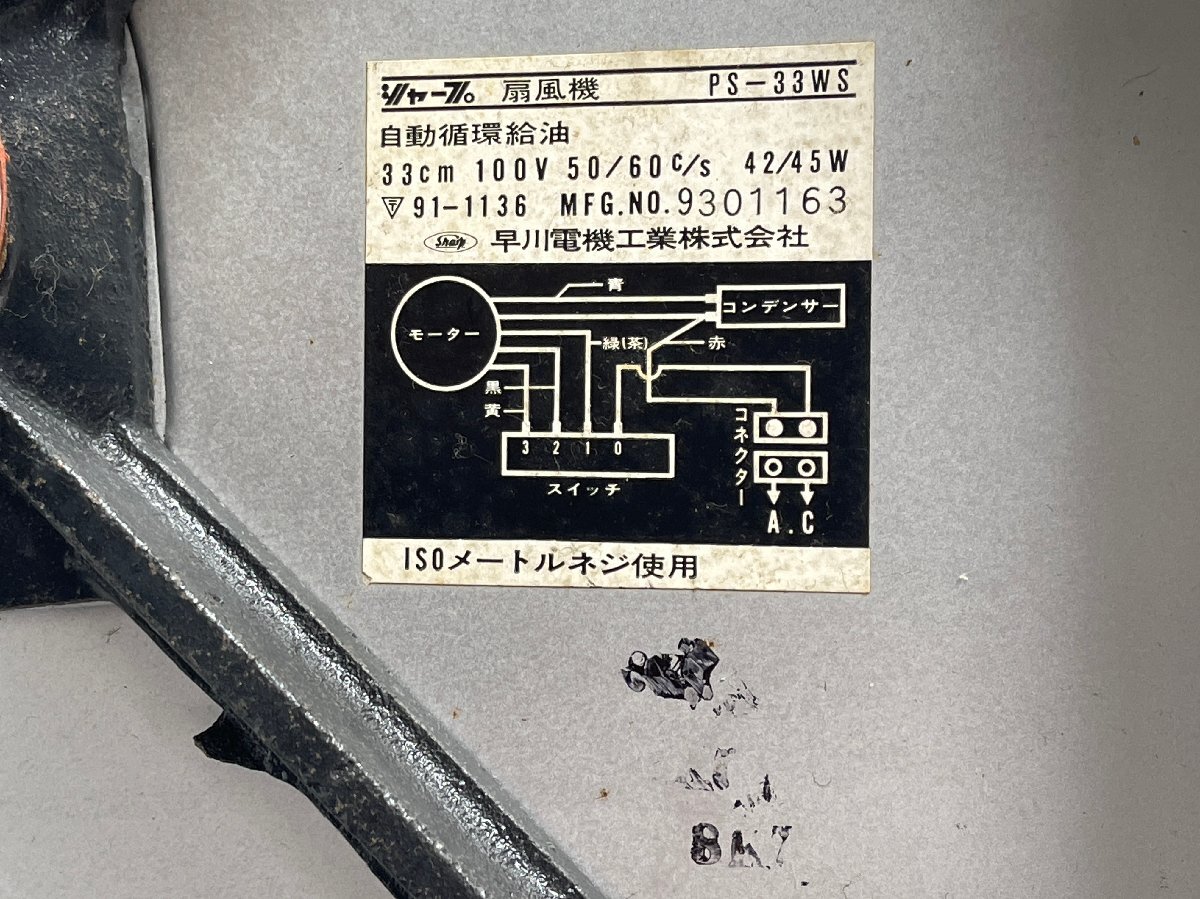 シャープ 扇風機 PS-33WS
自動循環給油
33cm 100V 50/60 c/s 42/45W
〒 91-1136 MFG.NO. 9301163
Sharp 早川電機工業株式会社
青
コンデンサー
モーター
緑(茶)
赤
黒
黄
コネクター
3 2 1 0
スイッチ
A.C
ISOメートルネジ使用